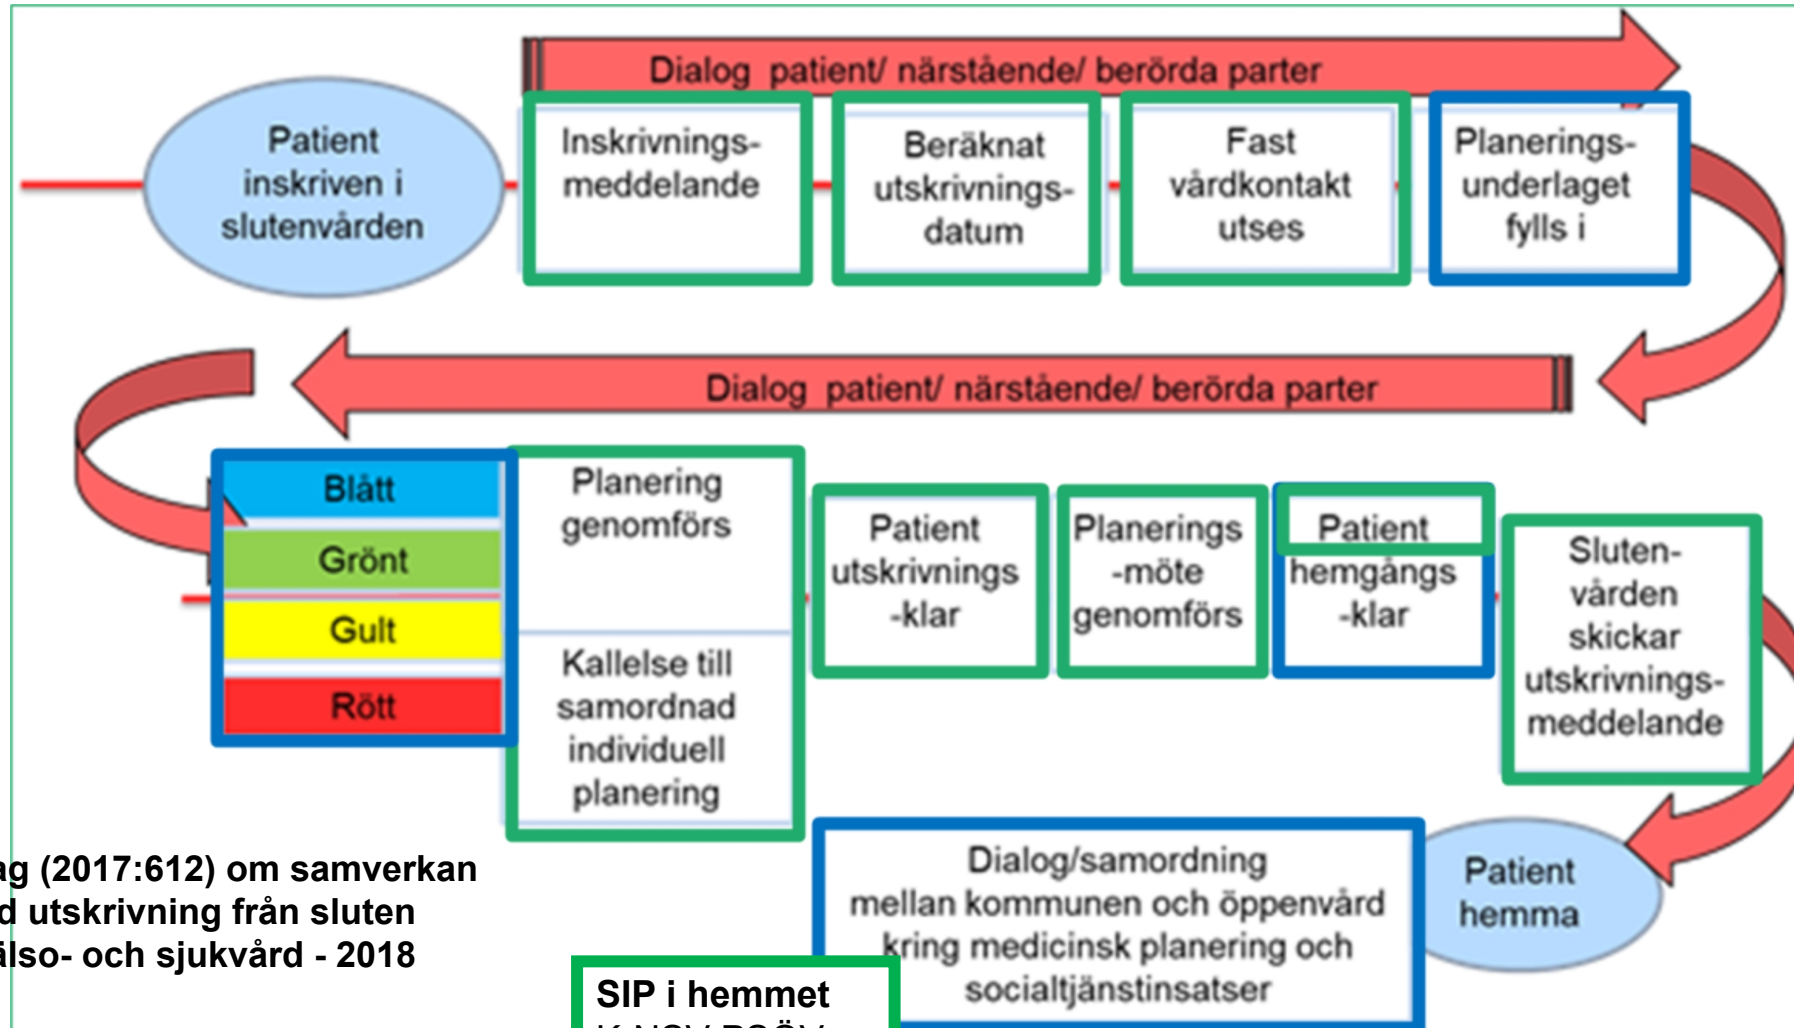 Dialog patient/ närstående/ berörda parter
Patient
inskriven i
slutenvården
Inskrivnings-
meddelande
Beräknat
utskrivnings-
datum
Fast
vårdkontakt
utses
Planerings-
underlaget
fylls i
Dialog patient/ närstående/ berörda parter
Blått
Grönt
Gult
Rött
Planering
genomförs
Kallelse till
samordnad
individuell
planering
Patient
utskrivnings
-klar
Planerings
-möte
genomförs
Patient
hemgångs
-klar
Sluten-
vården
skickar
utskrivnings-
meddelande
ag (2017:612) om samverkan
d utskrivning från sluten
älso- och sjukvård - 2018
Dialog/samordning
mellan kommunen och öppenvård
kring medicinsk planering och
socialtjänstinsatser
Patient
hemma
SIP i hemmet